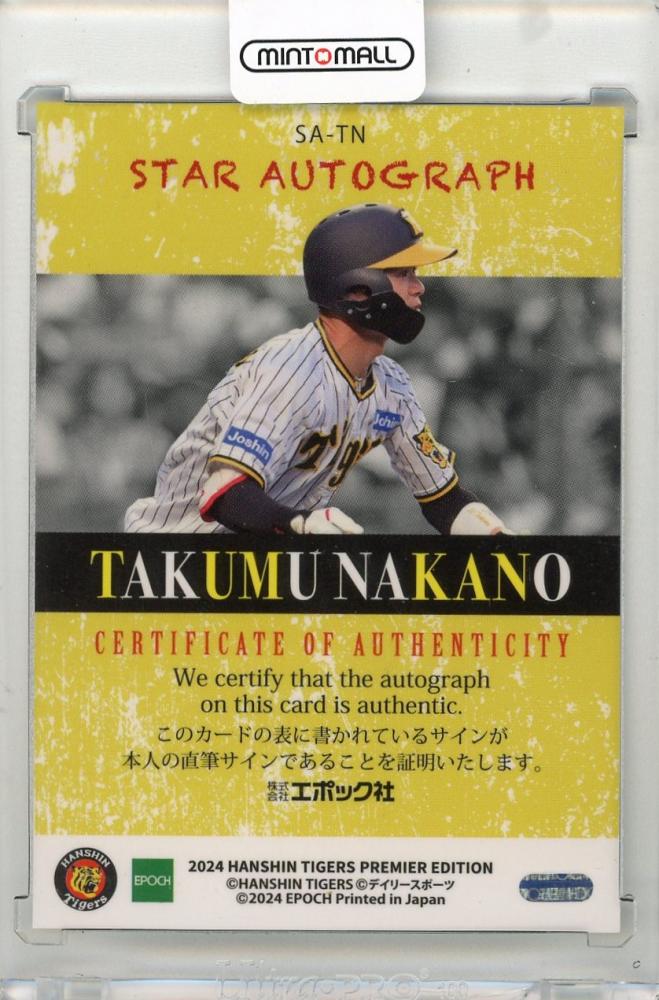 MINT MALL
SA-TN
STAR AUTOGRAPH
Joshin
Tig
TAKUMU NAKANO
CERTIFICATE OF AUTHENTICITY
We certify that the autograph
on this card is authentic.
このカードの表に書かれているサインが
本人の直筆サインであることを証明いたします。
株式会社エポック社
HANSHIN
Tigers
EPOCH
2024 HANSHIN TIGERS PREMIER EDITION
©HANSHIN TIGERS ©デイリースポーツ
©2024 EPOCH Printed in Japan